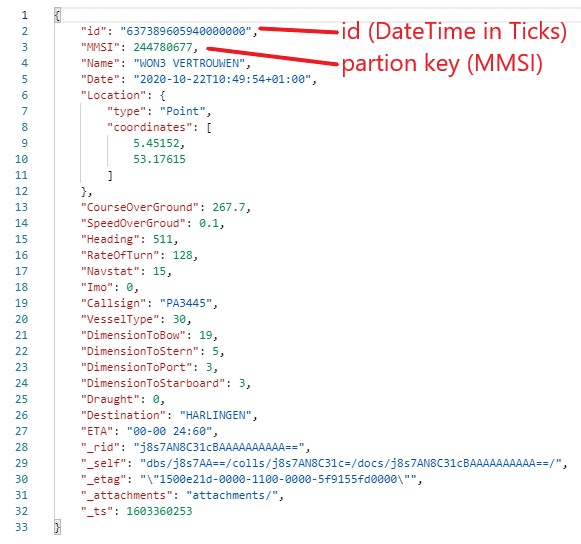 1 {
2 "id": "637389605940000000", id (DateTime in Ticks)
3 "MMSI": 244780677, partion key (MMSI)
4 "Name": "WON3 VERTROUWEN",
5 "Date": "2020-10-22T10:49:54+01:00",
6 "Location": {
7 "type": "Point",
8 "coordinates": [
9 5.45152,
10 53.17615
11 ]
12 },
13 "CourseOverGround": 267.7,
14 "SpeedOverGroud": 0.1,
15 "Heading": 511,
16 "RateOfTurn": 128,
17 "Navstat": 15,
18 "Imo": 0,
19 "Callsign": "PA3445",
20 "VesselType": 30,
21 "DimensionToBow": 19,
22 "DimensionToStern": 5,
23 "DimensionToPort": 3,
24 "DimensionToStarboard": 3,
25 "Draught": 0,
26 "Destination": "HARLINGEN",
27 "ETA": "00-00 24:60",
28 "_rid": "j8s7AN8C31cBAAAAAAAAAA==",
29 "_self": "dbs/j8s7AA==/colls/j8s7AN8C31c=/docs/j8s7AN8C31cBAAAAAAAAAA==/",
30 "_etag": "\"1500e21d-0000-1100-0000-5f9155fd0000\"",
31 "_attachments": "attachments/",
32 "_ts": 1603360253
33 }